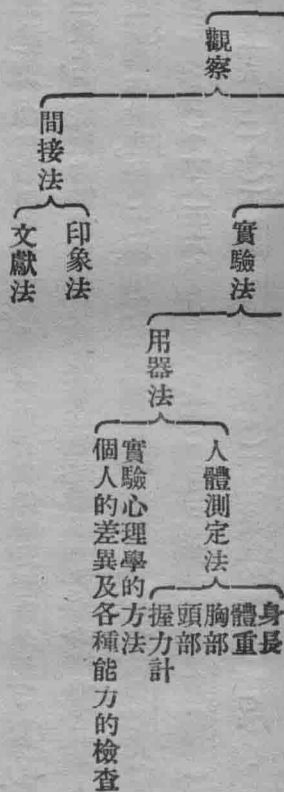 觀察
實驗法
用器法
人體測定法
身長
體重
胸部
頭部
握力計
實驗心理學的方法
個人的差異及各種能力的檢查
間接法
印象法
文獻法